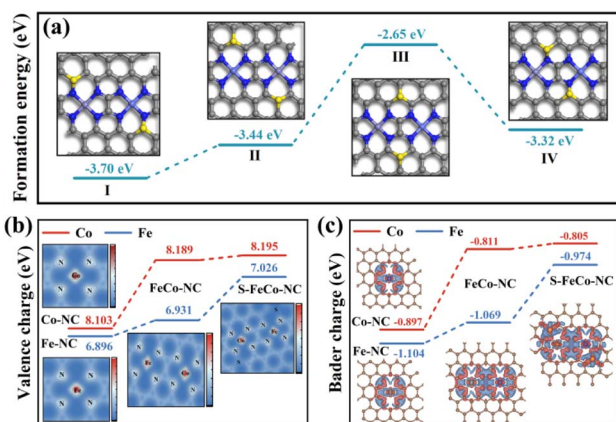 Formation energy (eV)
(a)
-3.70 eV
I
-3.44 eV
II
-2.65 eV
III
-3.32 eV
IV
(b)
Valence charge (eV)
Co
Fe
8.189
8.195
7.026
FeCo-NC
S-FeCo-NC
Co-NC
8.103
6.931
Fe-NC
6.896
N
N
N
N
Fe
N
N
N
N
(c)
Bader charge (eV)
Co
Fe
-0.811
-0.805
-0.974
FeCo-NC
S-FeCo-NC
Co-NC
-0.897
-1.069
Fe-NC
-1.104